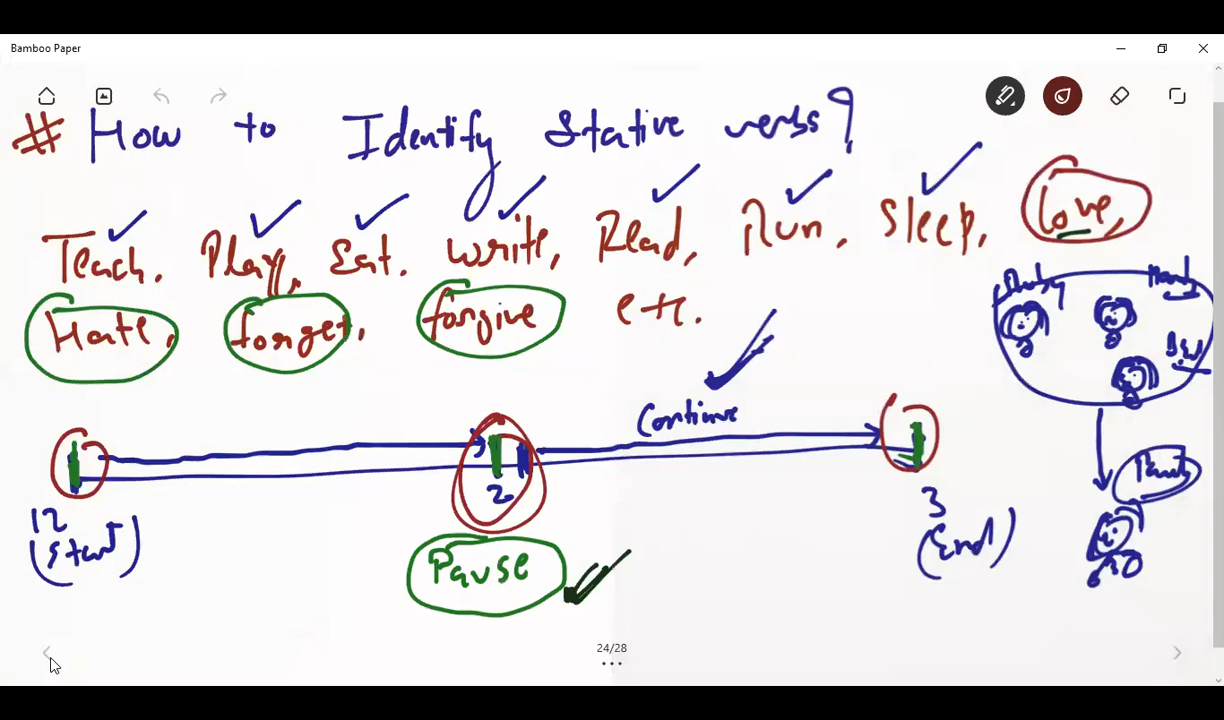 Bamboo Paper
# How to Identify Stative verbs?
Teach, Play, Eat, write, Read, Run, Sleep, Love,
Hate, forget, forgive etc.
Continue
12 2 3
(Start) (End)
Pause
24/28